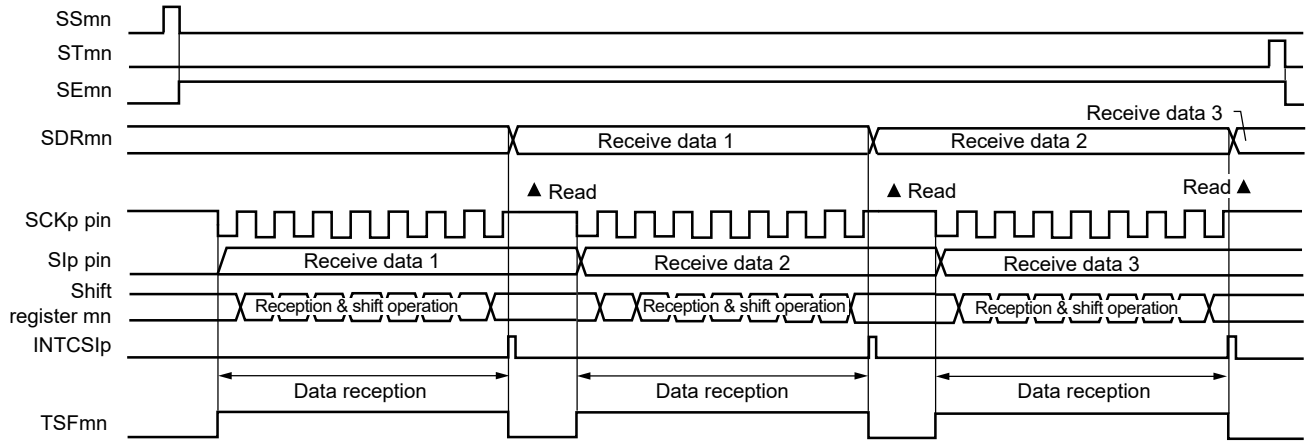 SSmn
STmn
SEmn
Receive data 3
SDRmn Receive data 1 Receive data 2
▲ Read ▲ Read Read ▲
SCKp pin
SIp pin Receive data 1 Receive data 2 Receive data 3
Shift
register mn Reception & shift operation Reception & shift operation Reception & shift operation
INTCSIp
Data reception Data reception Data reception
TSFmn